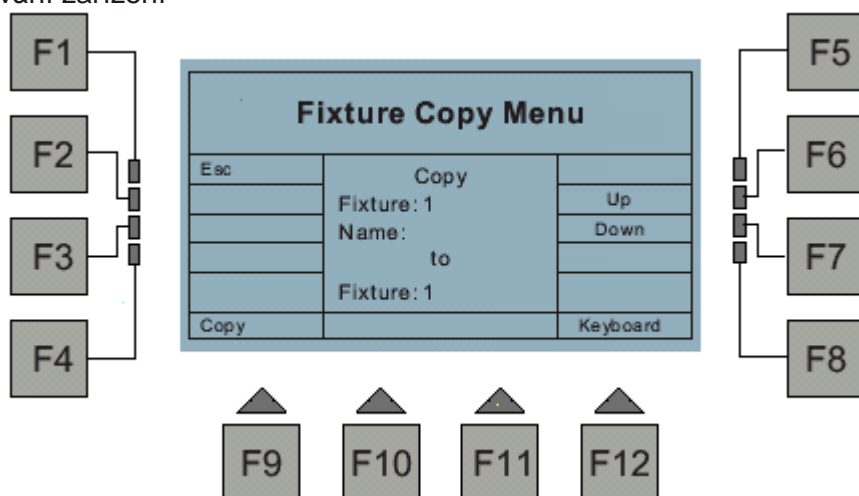 F1
F5
Fixture Copy Menu
F2
F6
Esc
Copy
Fixture: 1
Up
Name:
Down
F3
to
F7
Fixture: 1
Copy
Keyboard
F4
F8
F9
F10
F11
F12